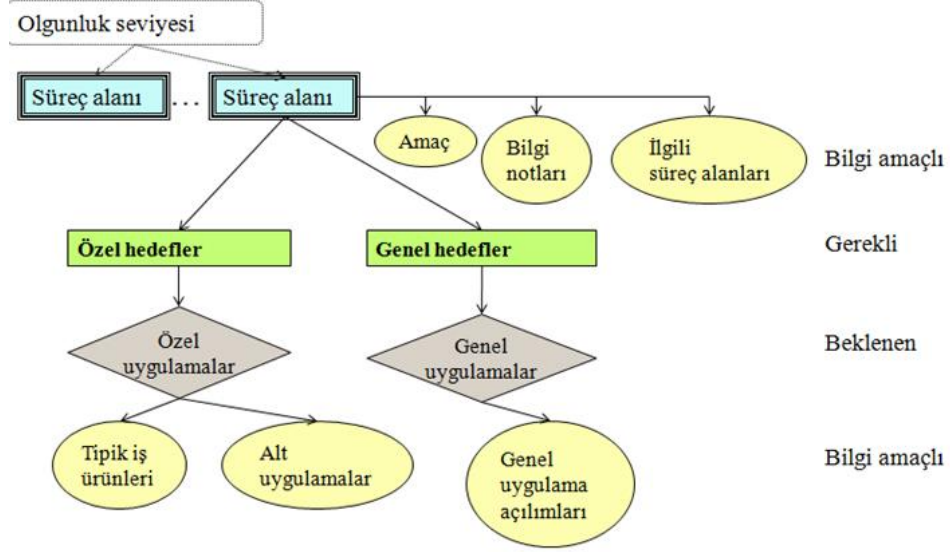 Olgunluk seviyesi
Süreç alanı
...
Süreç alanı
Amaç
Bilgi
notları
İlgili
süreç alanları
Bilgi amaçlı
Özel hedefler
Genel hedefler
Gerekli
Özel
uygulamalar
Genel
uygulamalar
Beklenen
Tipik iş
ürünleri
Alt
uygulamalar
Genel
uygulama
açılımları
Bilgi amaçlı